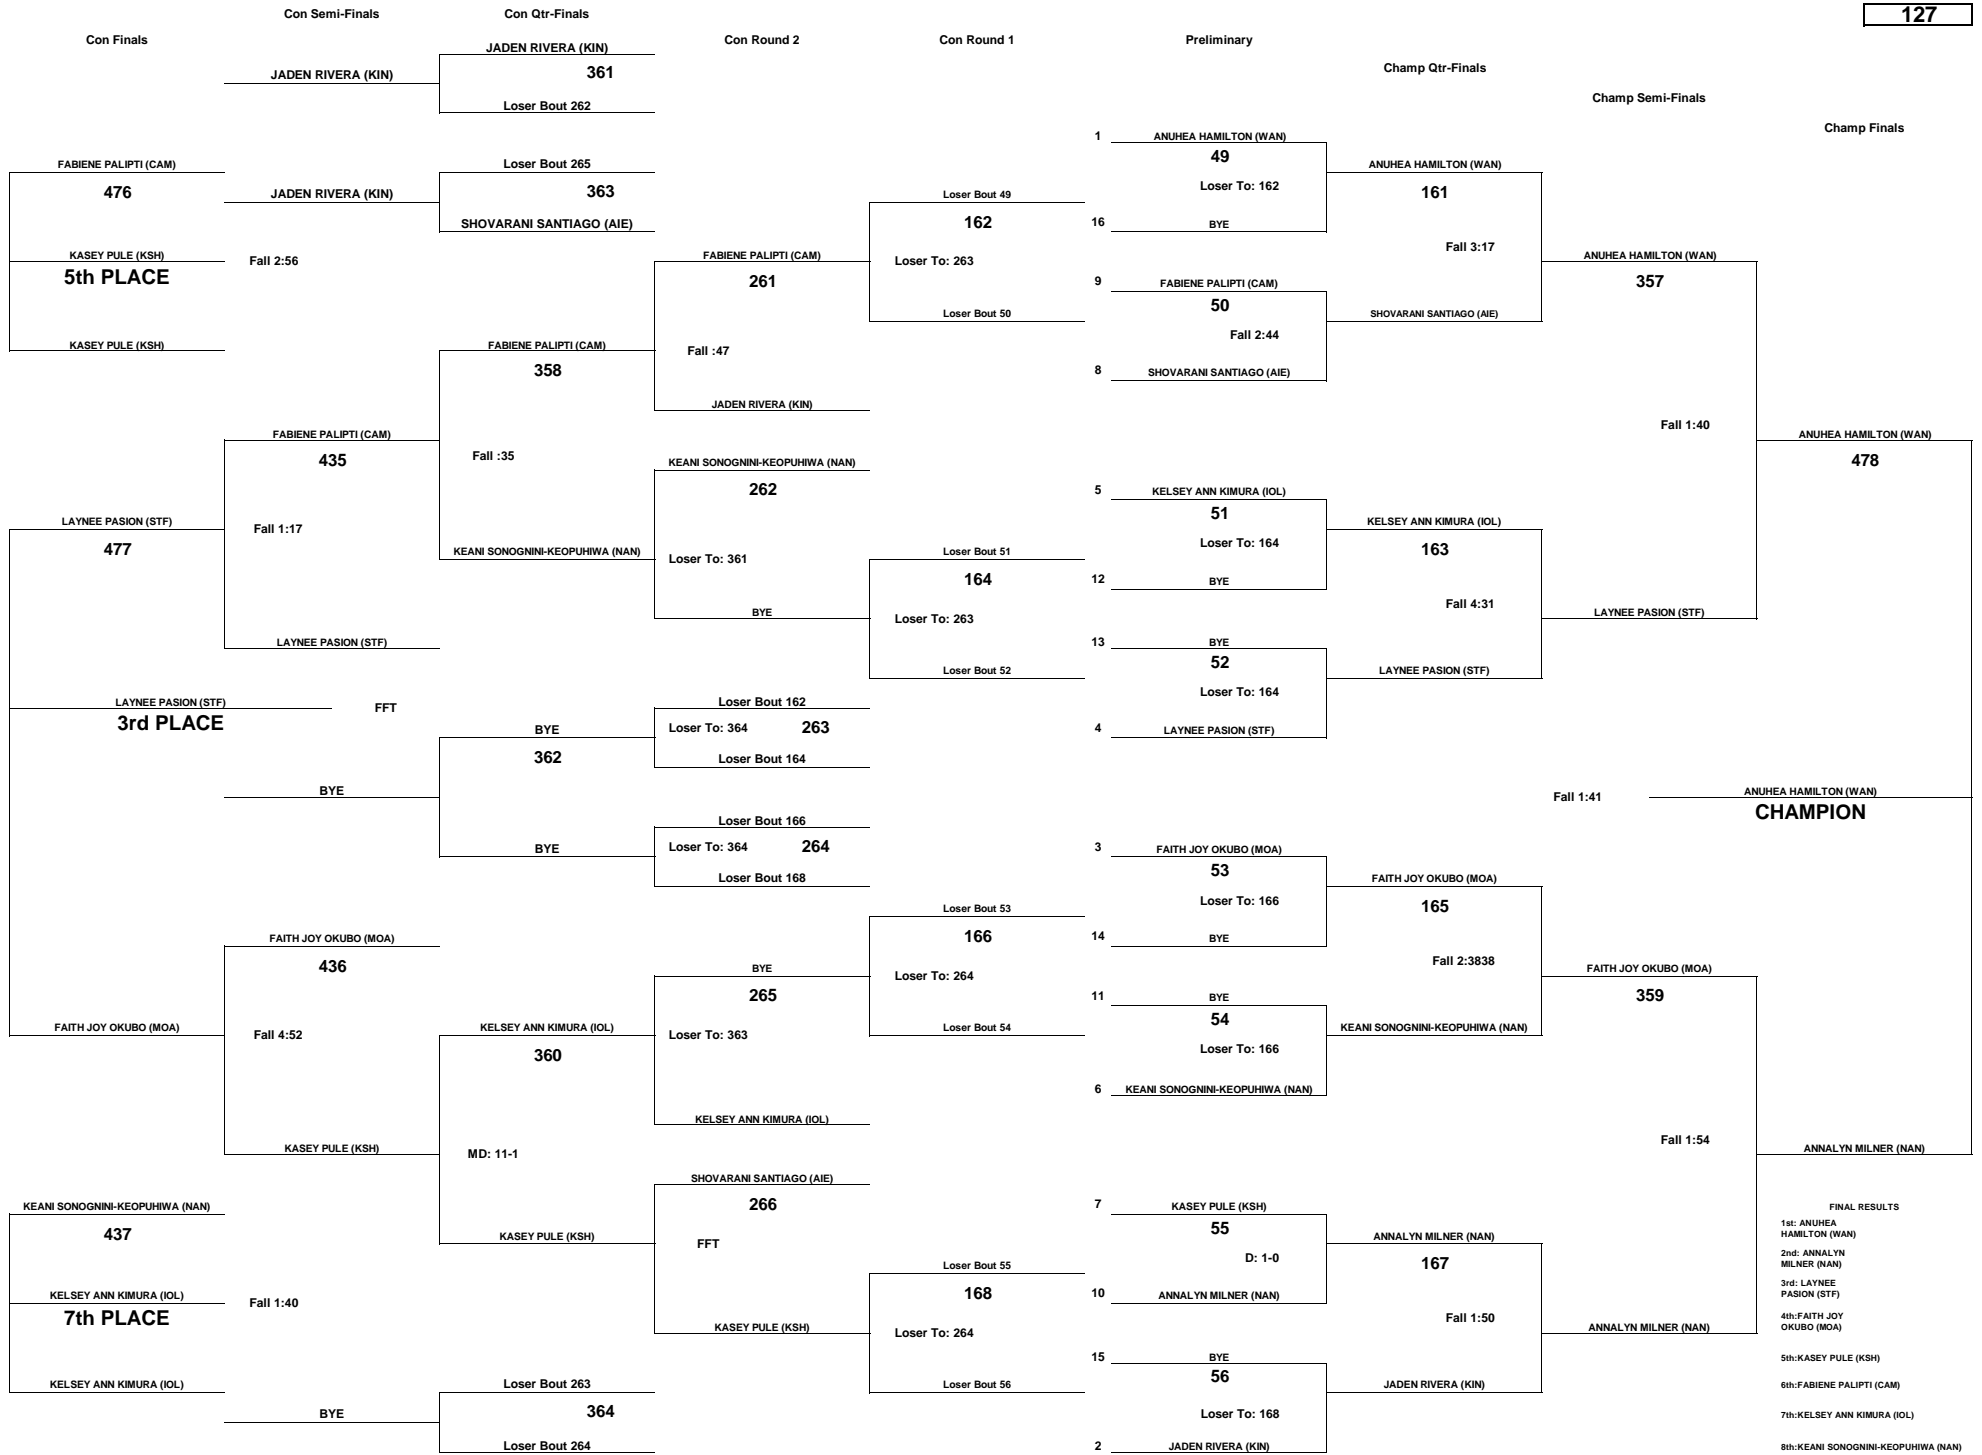 Con Semi-Finals
Con Qtr-Finals
127
Con Finals
JADEN RIVERA (KIN)
Con Round 2
Con Round 1
Preliminary
JADEN RIVERA (KIN)
361
Champ Qtr-Finals
Loser Bout 262
Champ Semi-Finals
Champ Finals
1
ANUHEA HAMILTON (WAN)
49
FABIENE PALIPTI (CAM)
Loser Bout 265
ANUHEA HAMILTON (WAN)
476
JADEN RIVERA (KIN)
363
Loser Bout 49
Loser To: 162
161
SHOVARANI SANTIAGO (AIE)
162
16
BYE
KASEY PULE (KSH)
Fall 2:56
FABIENE PALIPTI (CAM)
Loser To: 263
Fall 3:17
ANUHEA HAMILTON (WAN)
5th PLACE
261
9
FABIENE PALIPTI (CAM)
357
50
Loser Bout 50
SHOVARANI SANTIAGO (AIE)
Fall 2:44
KASEY PULE (KSH)
FABIENE PALIPTI (CAM)
Fall :47
358
8
SHOVARANI SANTIAGO (AIE)
JADEN RIVERA (KIN)
Fall 1:40
FABIENE PALIPTI (CAM)
ANUHEA HAMILTON (WAN)
435
Fall :35
KEANI SONOGNINI-KEOPUHIWA (NAN)
478
262
5
KELSEY ANN KIMURA (IOL)
51
LAYNEE PASION (STF)
Fall 1:17
KELSEY ANN KIMURA (IOL)
477
Loser To: 164
163
KEANI SONOGNINI-KEOPUHIWA (NAN)
Loser To: 361
Loser Bout 51
164
12
BYE
BYE
Loser To: 263
Fall 4:31
LAYNEE PASION (STF)
LAYNEE PASION (STF)
13
BYE
52
Loser Bout 52
LAYNEE PASION (STF)
Loser To: 164
LAYNEE PASION (STF)
FFT
Loser Bout 162
3rd PLACE
BYE
Loser To: 364
263
4
LAYNEE PASION (STF)
362
Loser Bout 164
BYE
Fall 1:41
ANUHEA HAMILTON (WAN)
CHAMPION
Loser Bout 166
BYE
Loser To: 364
264
3
FAITH JOY OKUBO (MOA)
53
Loser Bout 168
FAITH JOY OKUBO (MOA)
Loser Bout 53
Loser To: 166
165
FAITH JOY OKUBO (MOA)
166
14
BYE
436
BYE
Loser To: 264
Fall 2:3838
FAITH JOY OKUBO (MOA)
265
11
BYE
359
54
FAITH JOY OKUBO (MOA)
Fall 4:52
KELSEY ANN KIMURA (IOL)
Loser To: 363
Loser Bout 54
KEANI SONOGNINI-KEOPUHIWA (NAN)
360
Loser To: 166
6
KEANI SONOGNINI-KEOPUHIWA (NAN)
KELSEY ANN KIMURA (IOL)
Fall 1:54
KASEY PULE (KSH)
MD: 11-1
ANNALYN MILNER (NAN)
SHOVARANI SANTIAGO (AIE)
KEANI SONOGNINI-KEOPUHIWA (NAN)
266
7
KASEY PULE (KSH)
FINAL RESULTS
437
55
1st: ANUHEA
HAMILTON (WAN)
KASEY PULE (KSH)
FFT
ANNALYN MILNER (NAN)
D: 1-0
167
2nd: ANNALYN
MILNER (NAN)
Loser Bout 55
KELSEY ANN KIMURA (IOL)
Fall 1:40
168
10
ANNALYN MILNER (NAN)
3rd: LAYNEE
PASION (STF)
7th PLACE
KASEY PULE (KSH)
Loser To: 264
Fall 1:50
ANNALYN MILNER (NAN)
4th:FAITH JOY
OKUBO (MOA)
15
BYE
5th:KASEY PULE (KSH)
56
KELSEY ANN KIMURA (IOL)
Loser Bout 263
Loser Bout 56
JADEN RIVERA (KIN)
6th:FABIENE PALIPTI (CAM)
BYE
364
Loser To: 168
7th:KELSEY ANN KIMURA (IOL)
Loser Bout 264
2
JADEN RIVERA (KIN)
8th:KEANI SONOGNINI-KEOPUHIWA (NAN)